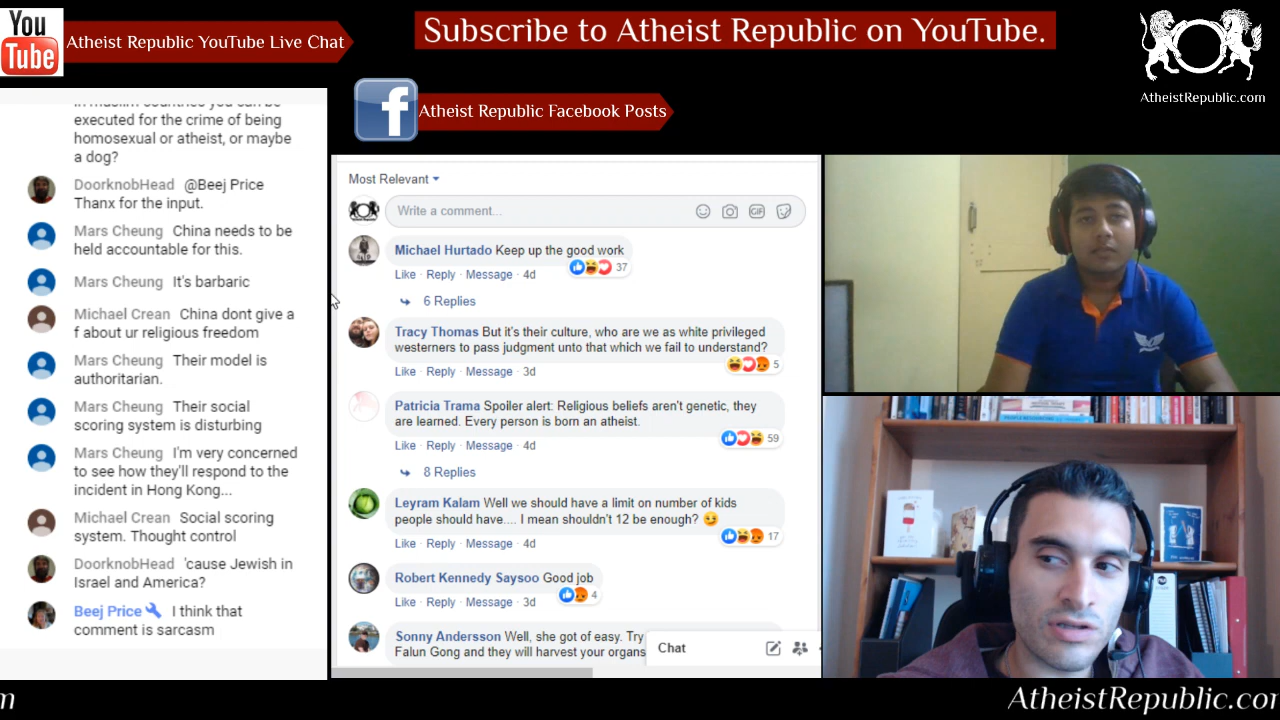 You
Tube
Atheist Republic YouTube Live Chat
Subscribe to Atheist Republic on YouTube.
AtheistRepublic.com
Atheist Republic Facebook Posts
in muslim countries you can be
executed for the crime of being
homosexual or atheist, or maybe
a dog?
DoorknobHead @Beej Price
Thanx for the input.
Mars Cheung China needs to be
held accountable for this.
Mars Cheung It's barbaric
Michael Crean China dont give a
f about ur religious freedom
Mars Cheung Their model is
authoritarian.
Mars Cheung Their social
scoring system is disturbing
Mars Cheung I'm very concerned
to see how they'll respond to the
incident in Hong Kong...
Michael Crean Social scoring
system. Thought control
DoorknobHead 'cause Jewish in
Israel and America?
Beej Price I think that
comment is sarcasm
Most Relevant
Write a comment...
GIF
Michael Hurtado Keep up the good work
37
Like · Reply · Message · 4d
6 Replies
Tracy Thomas But it's their culture, who are we as white privileged
westerners to pass judgment unto that which we fail to understand?
5
Like · Reply · Message · 3d
Patricia Trama Spoiler alert: Religious beliefs aren't genetic, they
are learned. Every person is born an atheist.
59
Like · Reply · Message · 4d
8 Replies
Leyram Kalam Well we should have a limit on number of kids
people should have.... I mean shouldn't 12 be enough? 😏
17
Like · Reply · Message · 4d
Robert Kennedy Saysoo Good job
4
Like · Reply · Message · 3d
Sonny Andersson Well, she got of easy. Try
Falun Gong and they will harvest your organs
Chat
m
AtheistRepublic.com